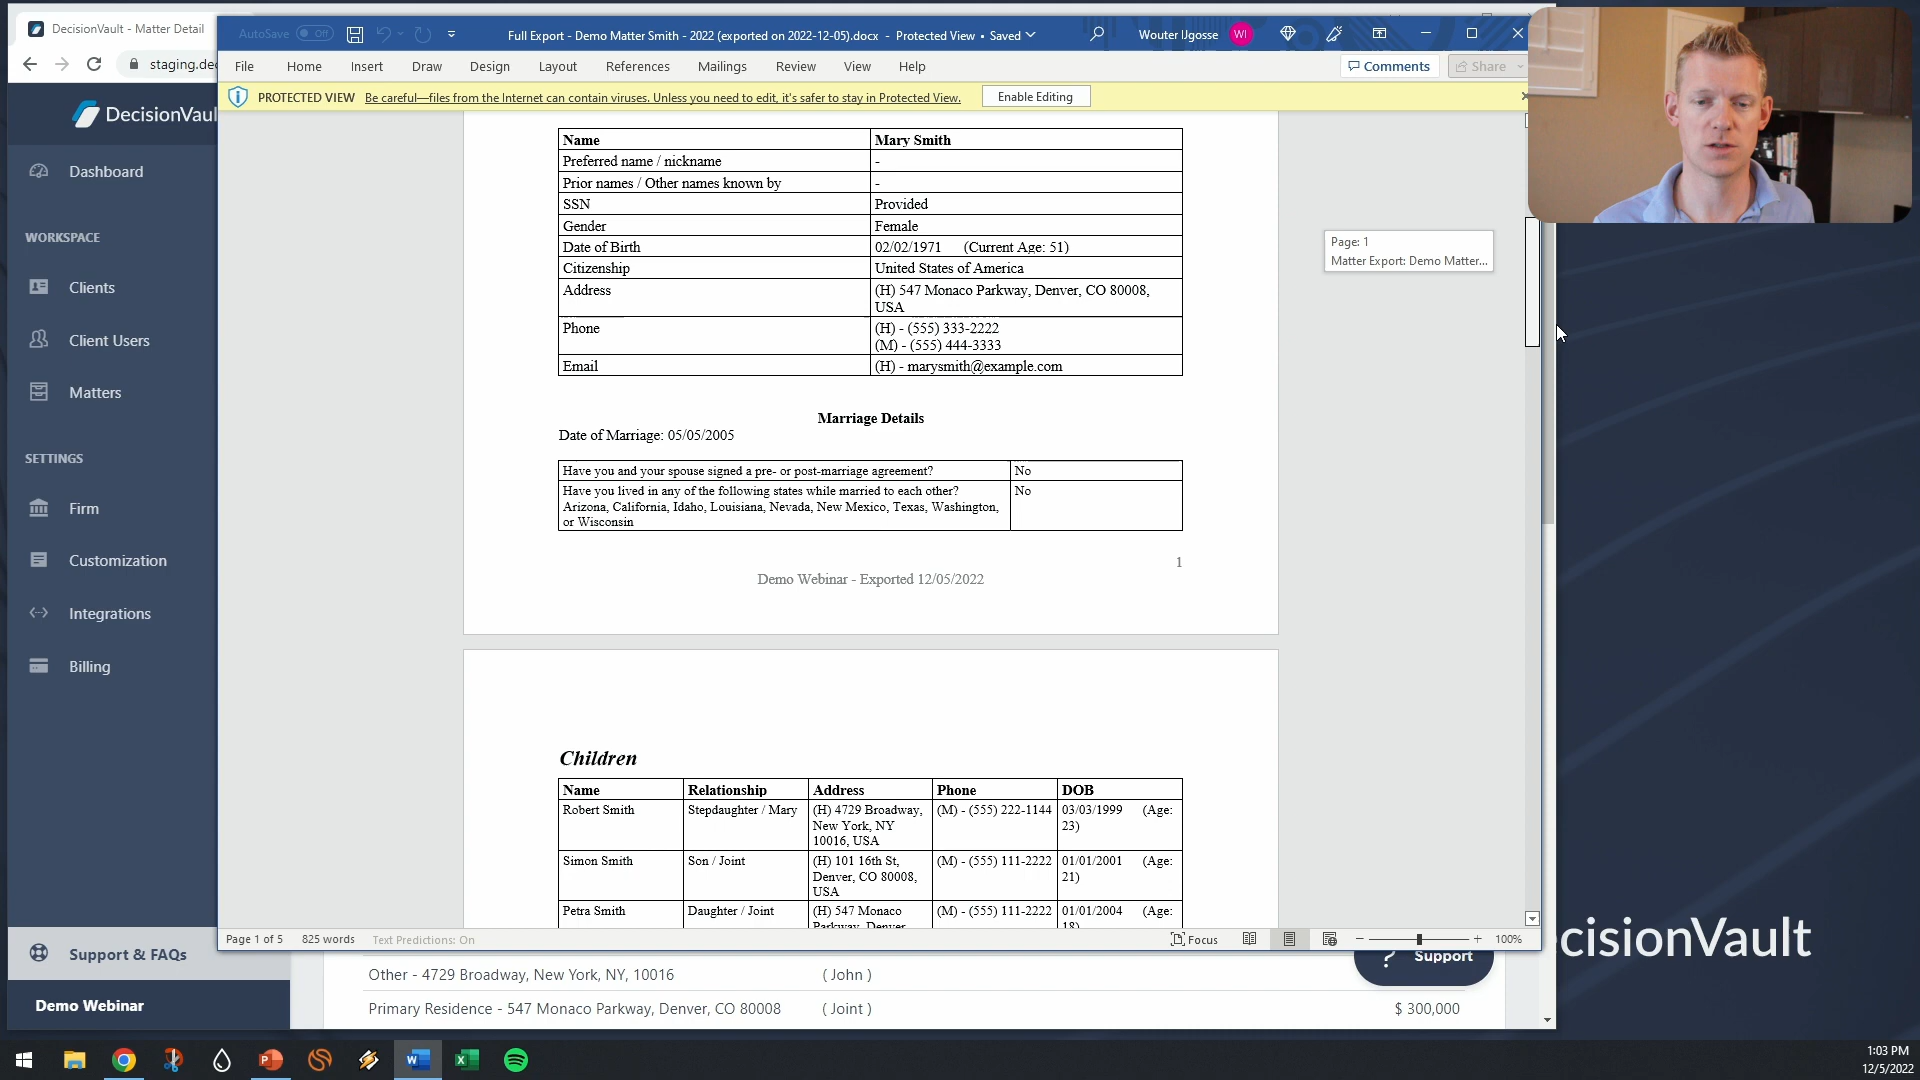 DecisionVault - Matter Detail
staging.dec
DecisionVaul
Dashboard
WORKSPACE
Clients
Client Users
Matters
SETTINGS
Firm
Customization
Integrations
Billing
Support & FAQs
Demo Webinar
AutoSave Off
Full Export - Demo Matter Smith - 2022 (exported on 2022-12-05).docx - Protected View • Saved
Wouter IJgosse WI
File Home Insert Draw Design Layout References Mailings Review View Help
Comments Share
PROTECTED VIEW Be careful—files from the Internet can contain viruses. Unless you need to edit, it's safer to stay in Protected View. Enable Editing
Name Mary Smith
Preferred name / nickname -
Prior names / Other names known by -
SSN Provided
Gender Female
Date of Birth 02/02/1971 (Current Age: 51)
Citizenship United States of America
Address (H) 547 Monaco Parkway, Denver, CO 80008,
USA
Phone (H) - (555) 333-2222
(M) - (555) 444-3333
Email (H) - marysmith@example.com
Page: 1
Matter Export: Demo Matter...
Marriage Details
Date of Marriage: 05/05/2005
Have you and your spouse signed a pre- or post-marriage agreement? No
Have you lived in any of the following states while married to each other? No
Arizona, California, Idaho, Louisiana, Nevada, New Mexico, Texas, Washington,
or Wisconsin
1
Demo Webinar - Exported 12/05/2022
Children
Name Relationship Address Phone DOB
Robert Smith Stepdaughter / Mary (H) 4729 Broadway, (M) - (555) 222-1144 03/03/1999 (Age:
New York, NY 23)
10016, USA
Simon Smith Son / Joint (H) 101 16th St, (M) - (555) 111-2222 01/01/2001 (Age:
Denver, CO 80008, 21)
USA
Petra Smith Daughter / Joint (H) 547 Monaco (M) - (555) 111-2222 01/01/2004 (Age:
Parkway, Denver 18)
Page 1 of 5 825 words Text Predictions: On Focus 100%
Other - 4729 Broadway, New York, NY, 10016 ( John )
Primary Residence - 547 Monaco Parkway, Denver, CO 80008 ( Joint ) $ 300,000
? Support
cisionVault
1:03 PM
12/5/2022